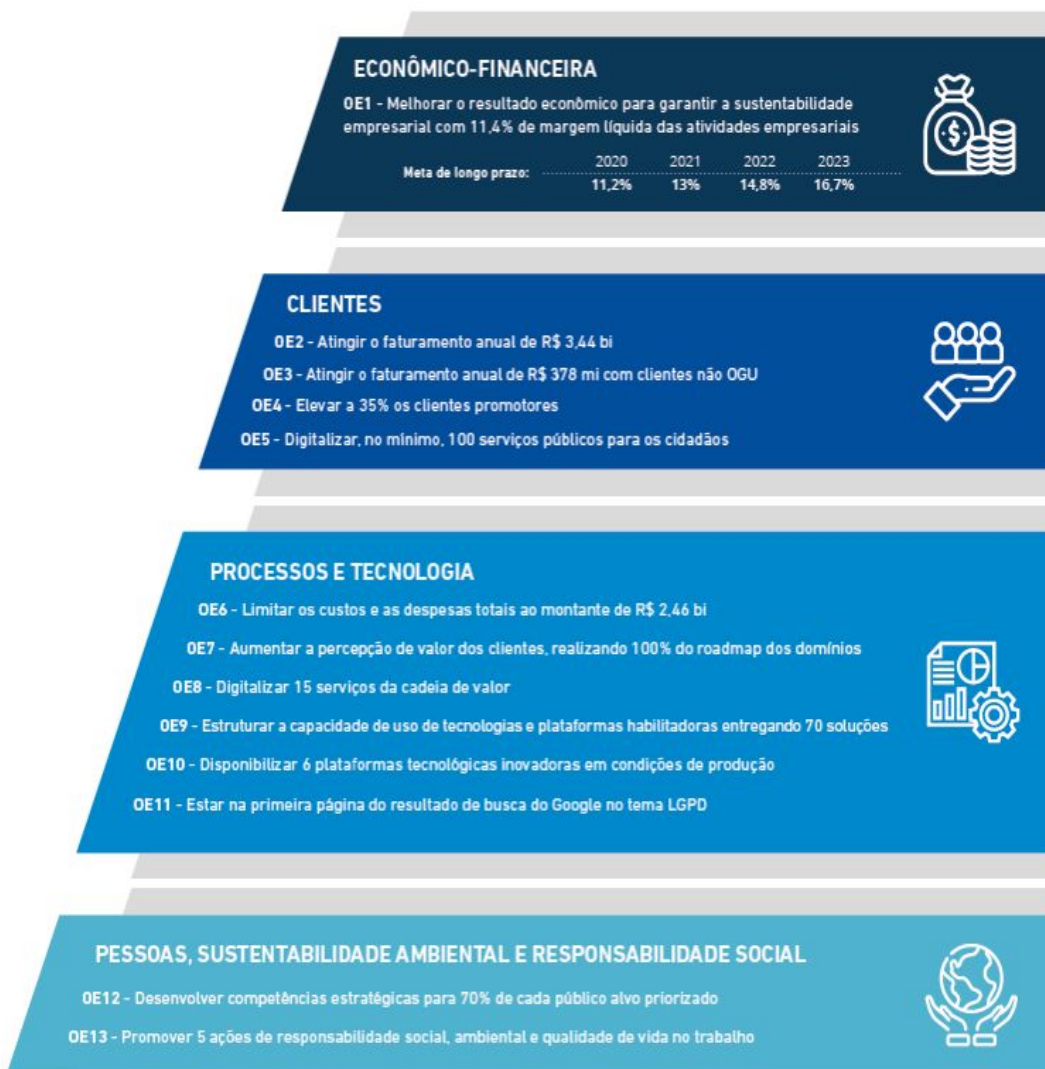 ECONÔMICO-FINANCEIRA
OE1 - Melhorar o resultado econômico para garantir a sustentabilidade
empresarial com 11,4% de margem líquida das atividades empresariais
Meta de longo prazo: 2020 2021 2022 2023
11,2% 13% 14,8% 16,7%
CLIENTES
OE2 - Atingir o faturamento anual de R$ 3,44 bi
OE3 - Atingir o faturamento anual de R$ 378 mi com clientes não OGU
OE4 - Elevar a 35% os clientes promotores
OE5 - Digitalizar, no mínimo, 100 serviços públicos para os cidadãos
PROCESSOS E TECNOLOGIA
OE6 - Limitar os custos e as despesas totais ao montante de R$ 2,46 bi
OE7 - Aumentar a percepção de valor dos clientes, realizando 100% do roadmap dos domínios
OE8 - Digitalizar 15 serviços da cadeia de valor
OE9 - Estruturar a capacidade de uso de tecnologias e plataformas habilitadoras entregando 70 soluções
OE10 - Disponibilizar 6 plataformas tecnológicas inovadoras em condições de produção
OE11 - Estar na primeira página do resultado de busca do Google no tema LGPD
PESSOAS, SUSTENTABILIDADE AMBIENTAL E RESPONSABILIDADE SOCIAL
OE12 - Desenvolver competências estratégicas para 70% de cada público alvo priorizado
OE13 - Promover 5 ações de responsabilidade social, ambiental e qualidade de vida no trabalho